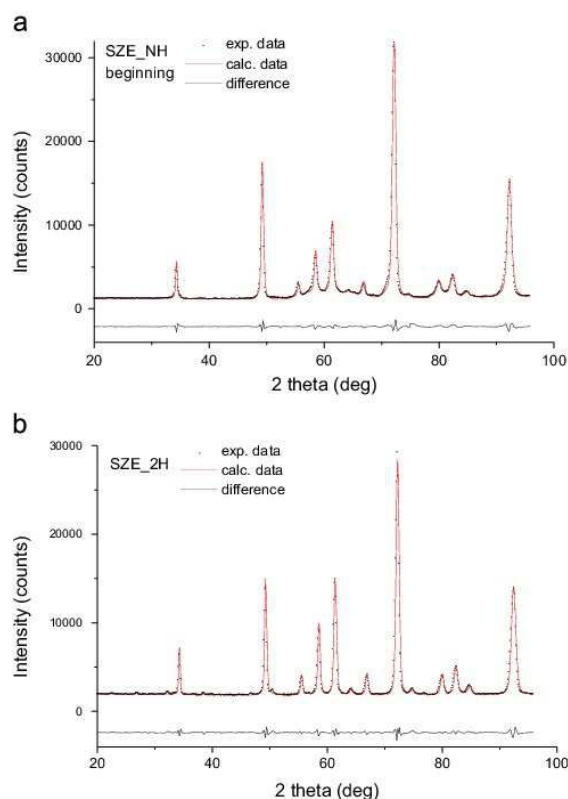 a
SZE_NH
beginning
exp. data
calc. data
difference
30000
20000
10000
0
Intensity (counts)
20 40 60 80 100
2 theta (deg)
b
SZE_2H
exp. data
calc. data
difference
30000
20000
10000
0
Intensity (counts)
20 40 60 80 100
2 theta (deg)